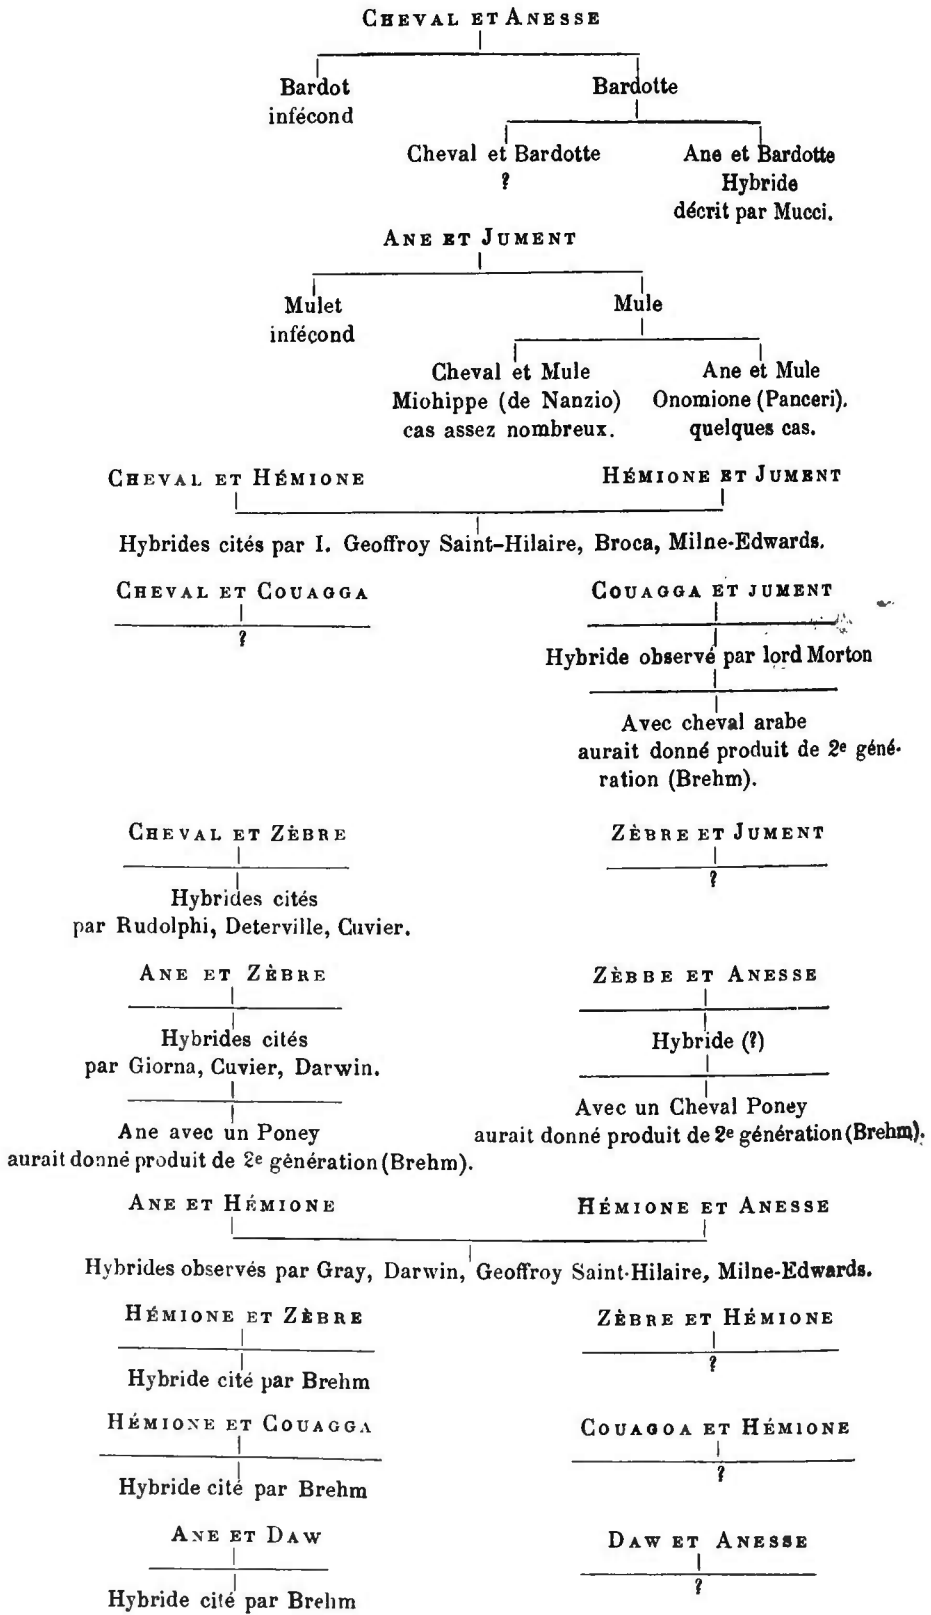 CHEVAL ET ANESSE
Bardot
infécond
Bardotte
Cheval et Bardotte
?
Ane et Bardotte
Hybride
décrit par Mucci.
ANE ET JUMENT
Mulet
infécond
Mule
Cheval et Mule
Miohippe (de Nanzio)
cas assez nombreux.
Ane et Mule
Onomione (Panceri).
quelques cas.
CHEVAL ET HÉMIONE
HÉMIONE ET JUMENT
Hybrides cités par I. Geoffroy Saint-Hilaire, Broca, Milne-Edwards.
CHEVAL ET COUAGGA
?
COUAGGA ET JUMENT
Hybride observé par lord Morton
Avec cheval arabe
aurait donné produit de 2e géné-
ration (Brehm).
CHEVAL ET ZÈBRE
Hybrides cités
par Rudolphi, Deterville, Cuvier.
ZÈBRE ET JUMENT
?
ANE ET ZÈBRE
Hybrides cités
par Giorna, Cuvier, Darwin.
Ane avec un Poney
aurait donné produit de 2e génération (Brehm).
ZÈBBE ET ANESSE
Hybride (?)
Avec un Cheval Poney
aurait donné produit de 2e génération (Brehm).
ANE ET HÉMIONE
HÉMIONE ET ANESSE
Hybrides observés par Gray, Darwin, Geoffroy Saint-Hilaire, Milne-Edwards.
HÉMIONE ET ZÈBRE
Hybride cité par Brehm
ZÈBRE ET HÉMIONE
?
HÉMIONE ET COUAGGA
Hybride cité par Brehm
COUAGOA ET HÉMIONE
?
ANE ET DAW
Hybride cité par Brehm
DAW ET ANESSE
?